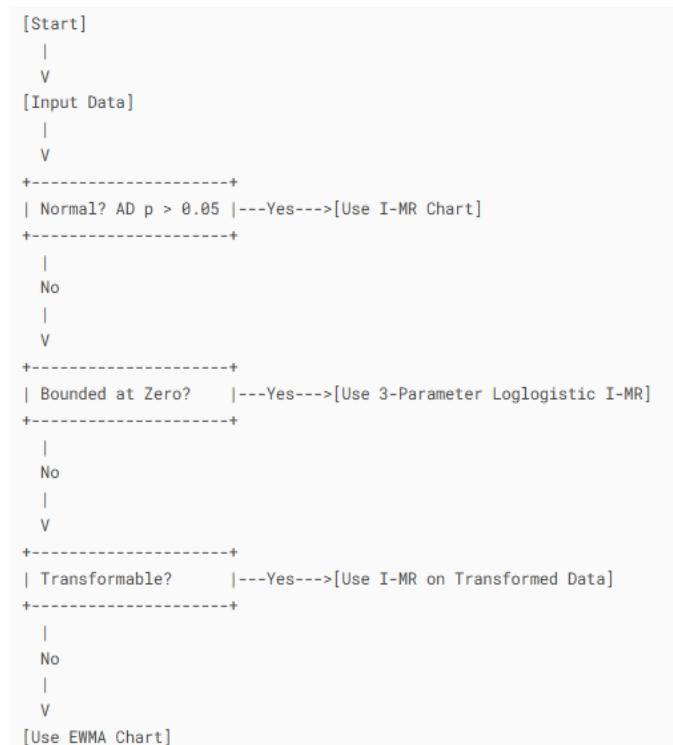 [Start]
|
V
[Input Data]
|
V
+---------------------+
| Normal? AD p > 0.05 |---Yes--->[Use I-MR Chart]
+---------------------+
|
No
|
V
+---------------------+
| Bounded at Zero?    |---Yes--->[Use 3-Parameter Loglogistic I-MR]
+---------------------+
|
No
|
V
+---------------------+
| Transformable?      |---Yes--->[Use I-MR on Transformed Data]
+---------------------+
|
No
|
V
[Use EWMA Chart]